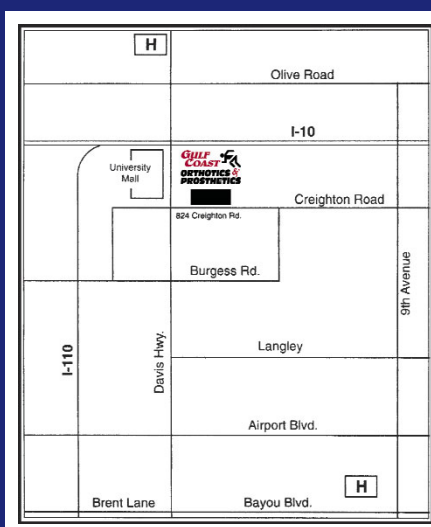 H
Olive Road
I-10
University
Mall
GULF
COAST
ORTHOTICS &
PROSTHETICS
Creighton Road
824 Creighton Rd.
Burgess Rd.
9th Avenue
I-110
Davis Hwy.
Langley
Airport Blvd.
H
Brent Lane
Bayou Blvd.